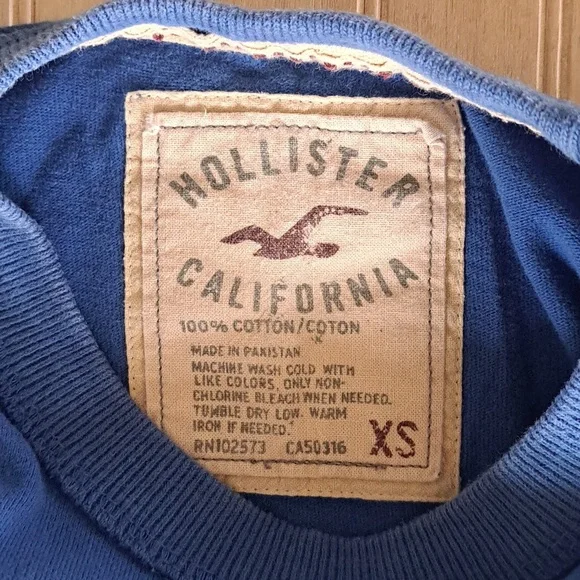 HOLLISTER
CALIFORNIA
100% COTTON/COTON
MADE IN PAKISTAN
MACHINE WASH COLD WITH
LIKE COLORS. ONLY NON-
CHLORINE BLEACH WHEN NEEDED.
TUMBLE DRY LOW. WARM
IRON IF NEEDED.
RN102573 CA50316 XS